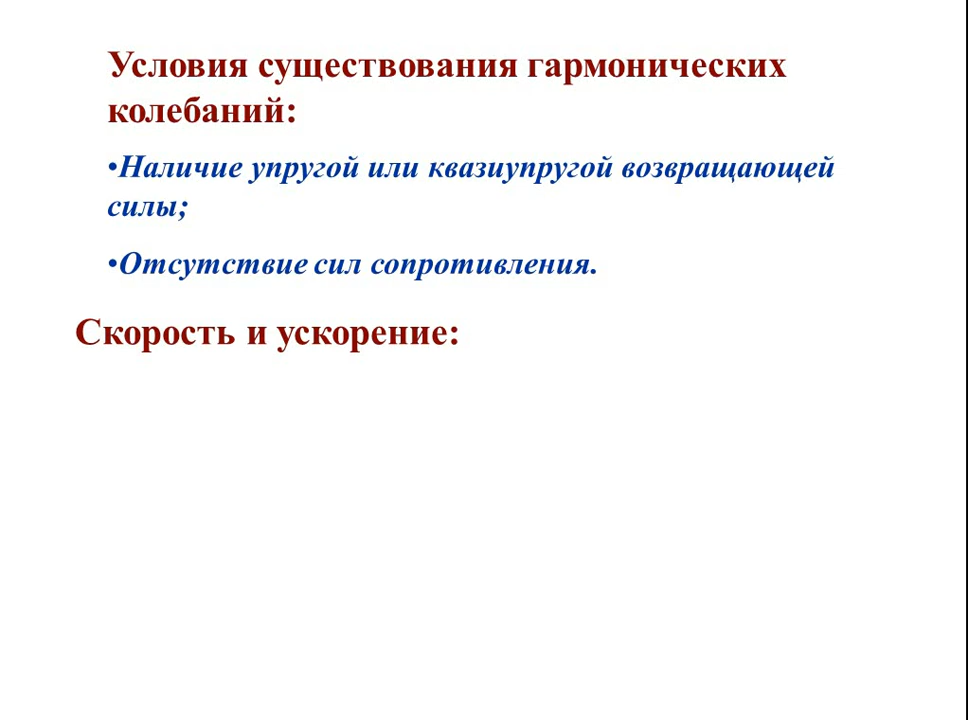 Условия существования гармонических
колебаний:
•Наличие упругой или квазиупругой возвращающей
силы;
•Отсутствие сил сопротивления.
Скорость и ускорение: